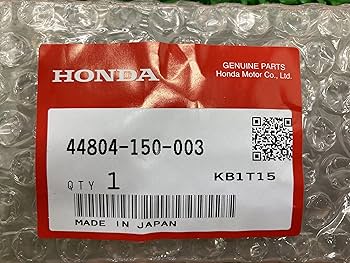 HONDA
GENUINE PARTS
Honda Motor Co., Ltd.
44804-150-003
QTY 1
KB1T15
MADE IN JAPAN